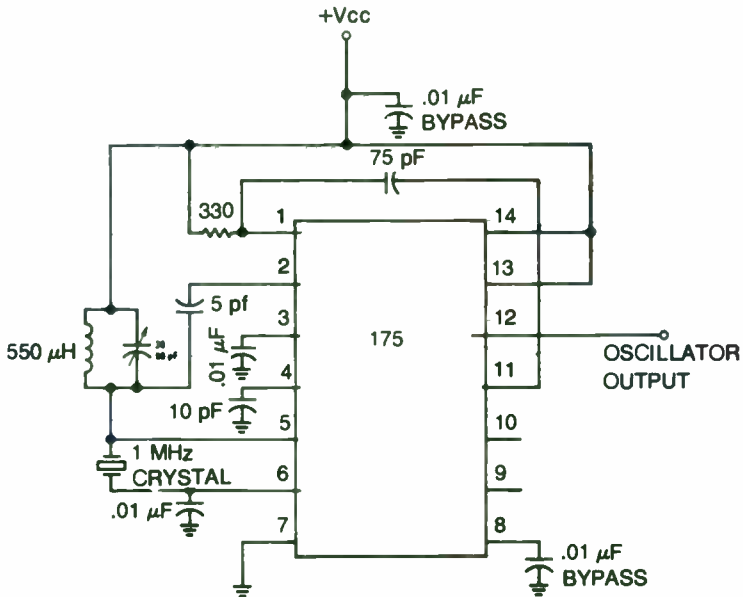 +Vcc
.01 µF
BYPASS
75 pF
330
1
14
2
13
5 pf
3
175
12
550 µH
.01 µF
OSCILLATOR
OUTPUT
4
11
10 pF
5
10
1 MHz
CRYSTAL
6
9
.01 µF
7
8
.01 µF
BYPASS